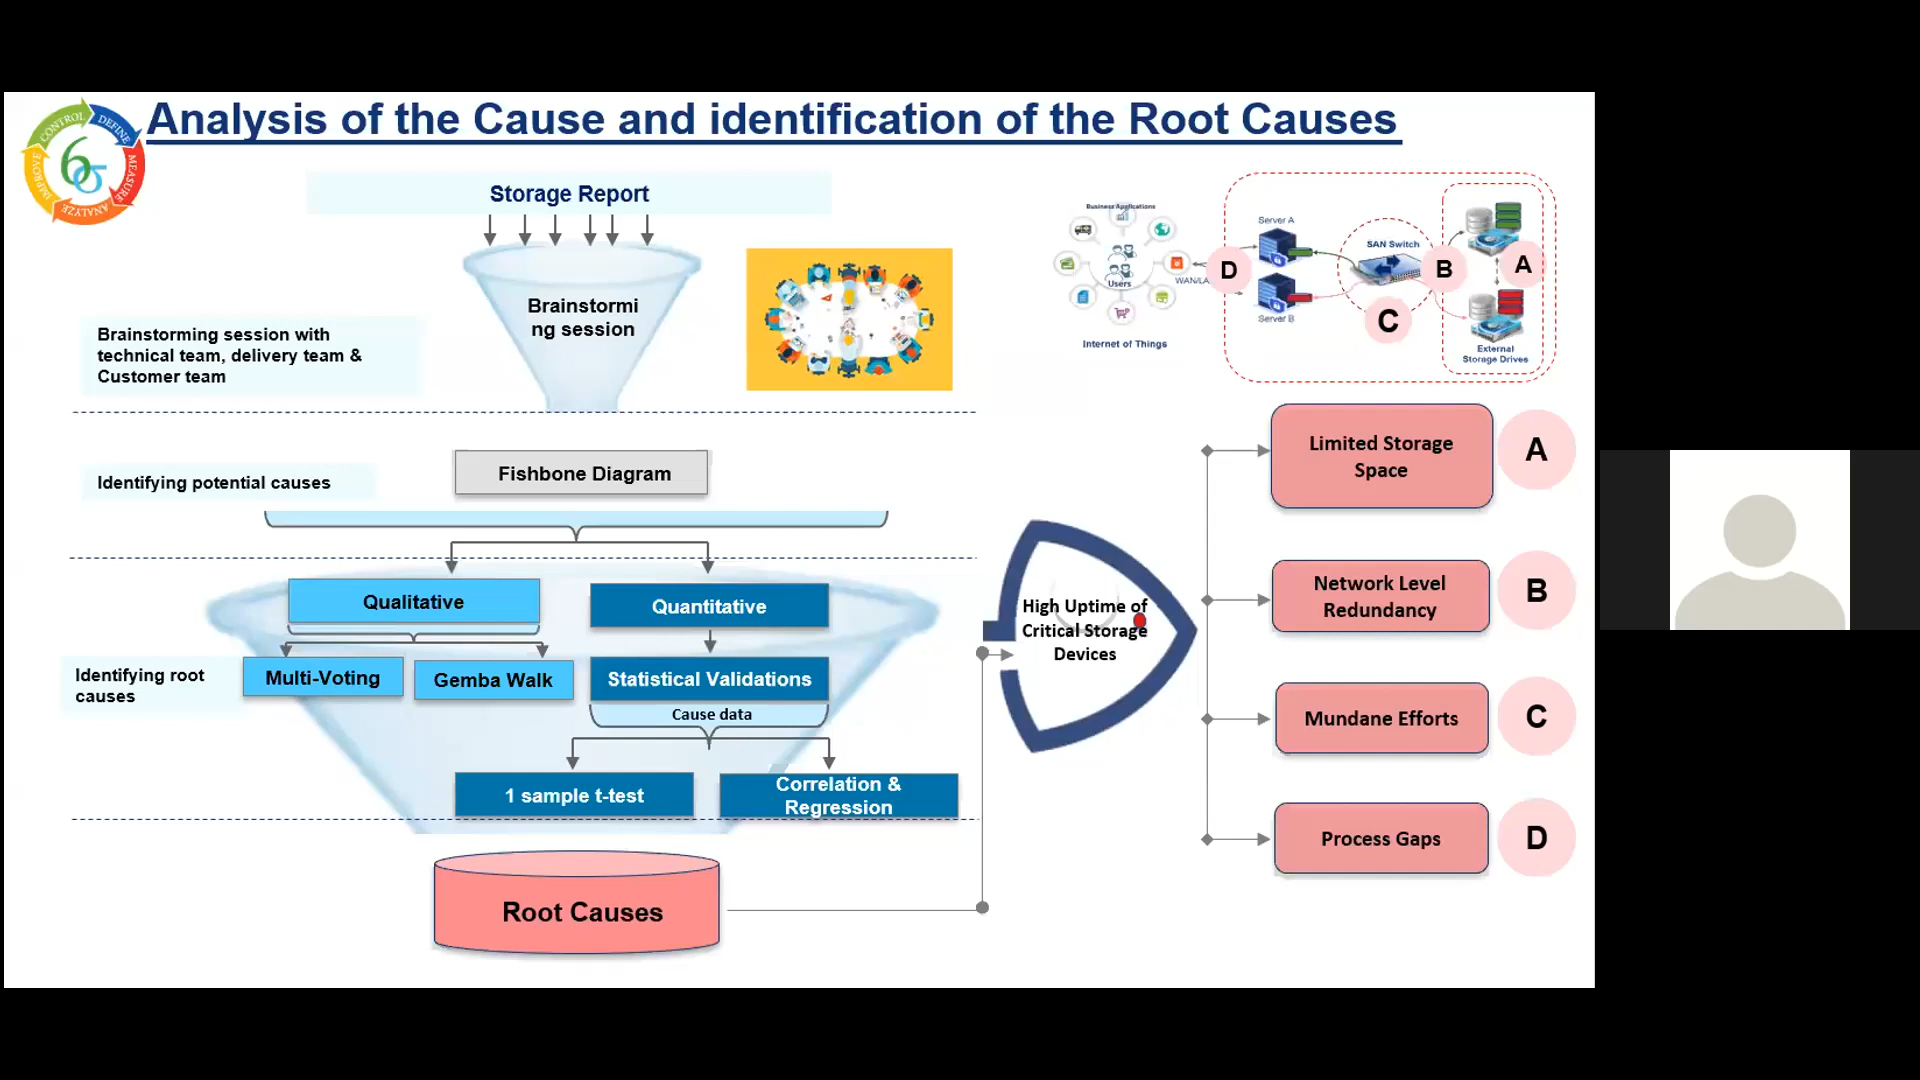 Analysis of the Cause and identification of the Root Causes
CONTROL
DEFINE
MEASURE
ANALYZE
IMPROVE
6σ
Storage Report
Brainstormi
ng session
Brainstorming session with
technical team, delivery team &
Customer team
Business Applications
Users
WAN/LA
Internet of Things
Server A
Server B
SAN Switch
D
B
A
C
External
Storage Drives
Identifying potential causes
Fishbone Diagram
Qualitative
Quantitative
Identifying root
causes
Multi-Voting
Gemba Walk
Statistical Validations
Cause data
1 sample t-test
Correlation &
Regression
Root Causes
High Uptime of
Critical Storage
Devices
Limited Storage
Space
A
Network Level
Redundancy
B
Mundane Efforts
C
Process Gaps
D